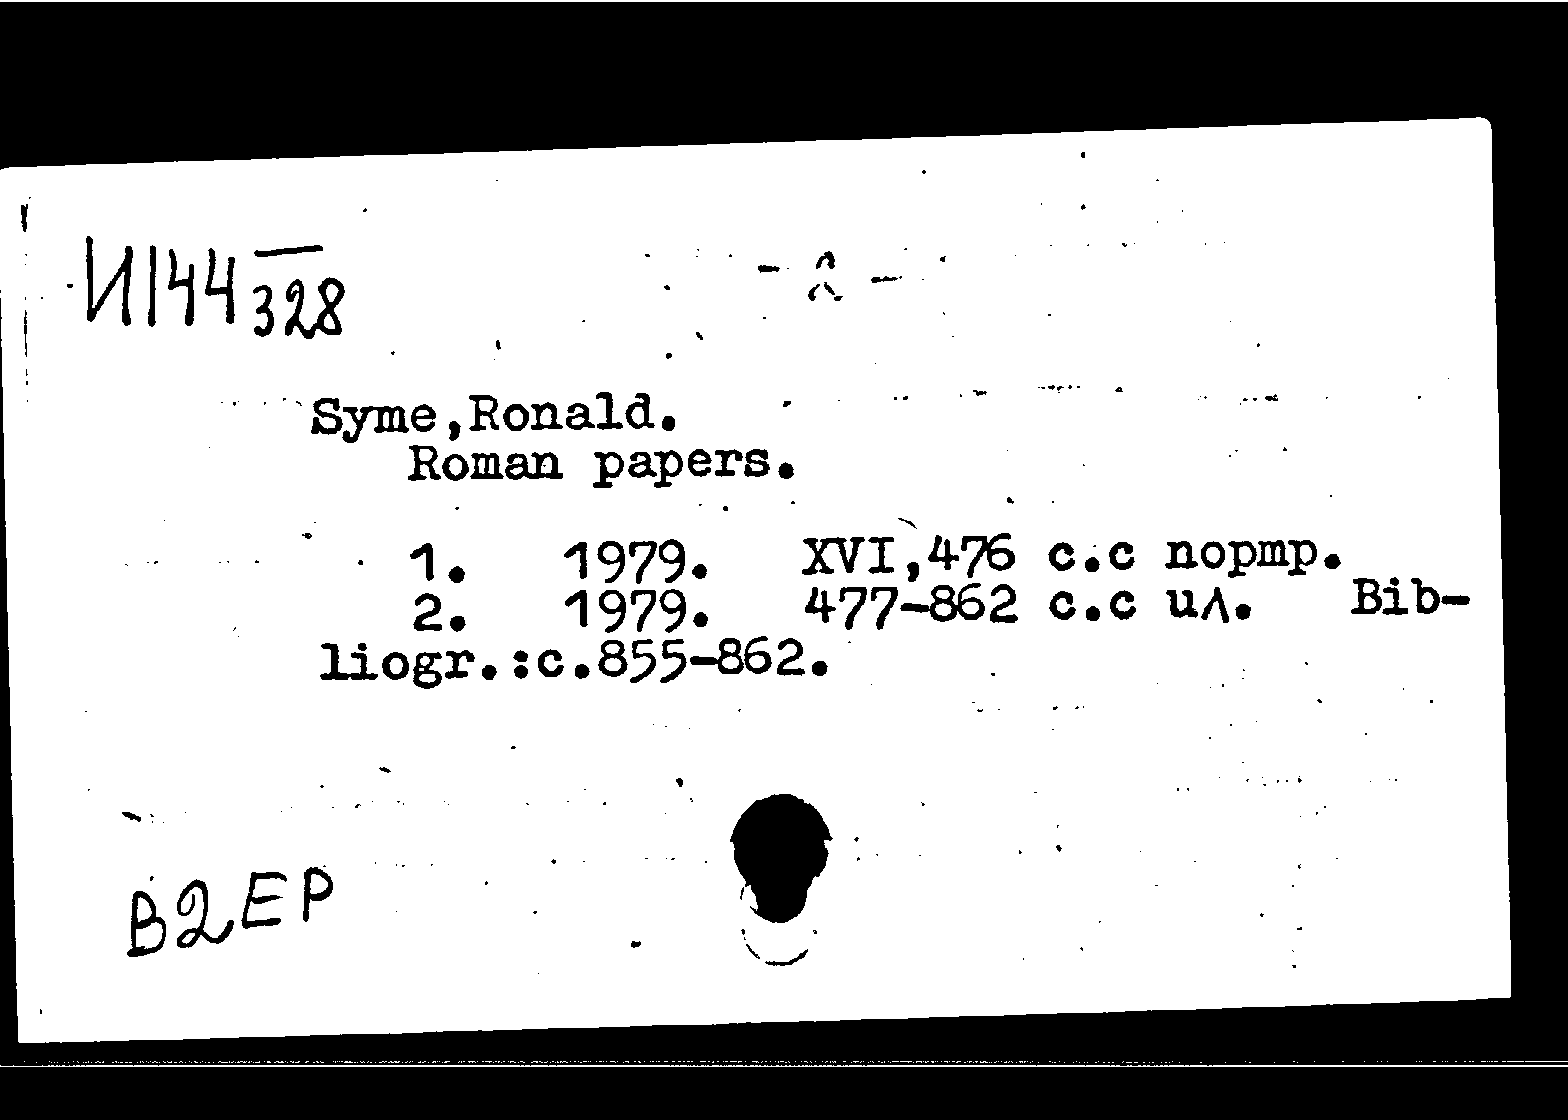 И144 328
- 2 -
Syme,Ronald.
Roman papers.
1. 1979. XVI,476 с.с портр.
2. 1979. 477-862 с.с ил. Bib-
liogr.:с.855-862.
В2ЕР